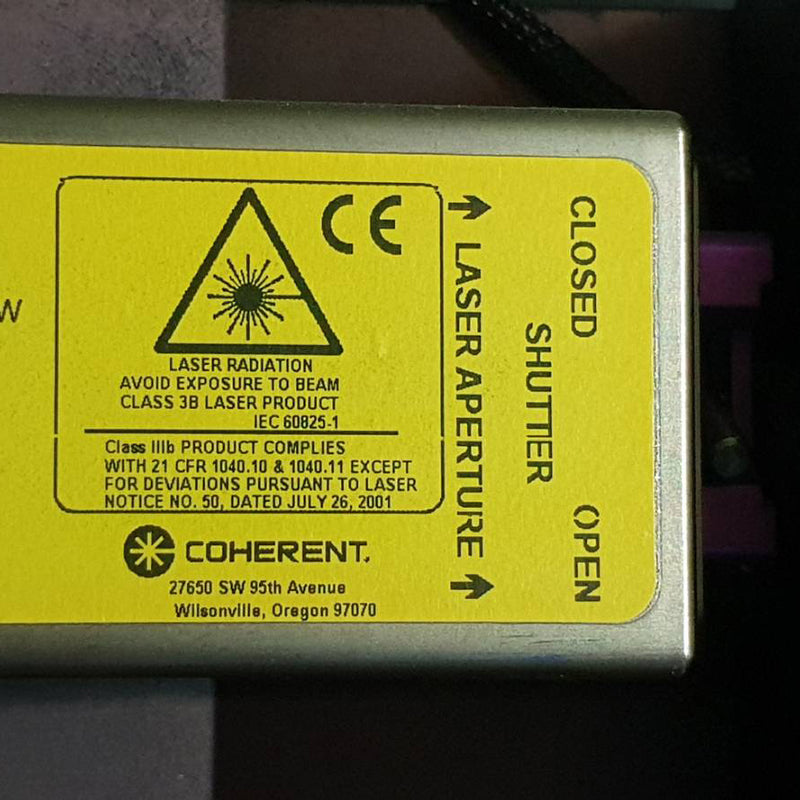 W
CE
LASER RADIATION
AVOID EXPOSURE TO BEAM
CLASS 3B LASER PRODUCT
IEC 60825-1
Class IIIb PRODUCT COMPLIES
WITH 21 CFR 1040.10 & 1040.11 EXCEPT
FOR DEVIATIONS PURSUANT TO LASER
NOTICE NO. 50, DATED JULY 26, 2001
COHERENT.
27650 SW 95th Avenue
Wilsonville, Oregon 97070
LASER APERTURE
SHUTTER
CLOSED
OPEN